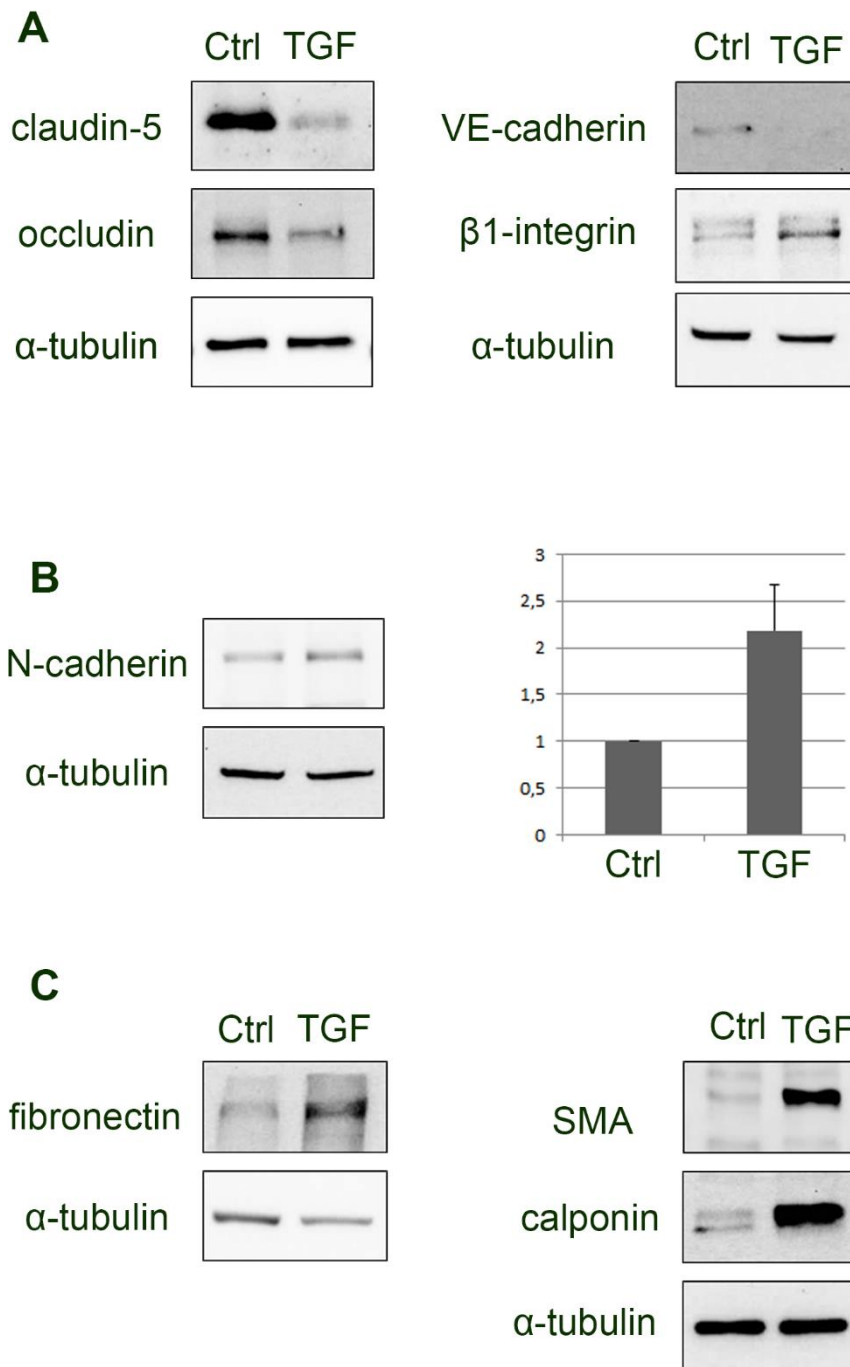 A
Ctrl TGF
claudin-5
occludin
α-tubulin
Ctrl TGF
VE-cadherin
β1-integrin
α-tubulin
B
N-cadherin
α-tubulin
3
2,5
2
1,5
1
0,5
0
Ctrl TGF
C
Ctrl TGF
fibronectin
α-tubulin
Ctrl TGF
SMA
calponin
α-tubulin